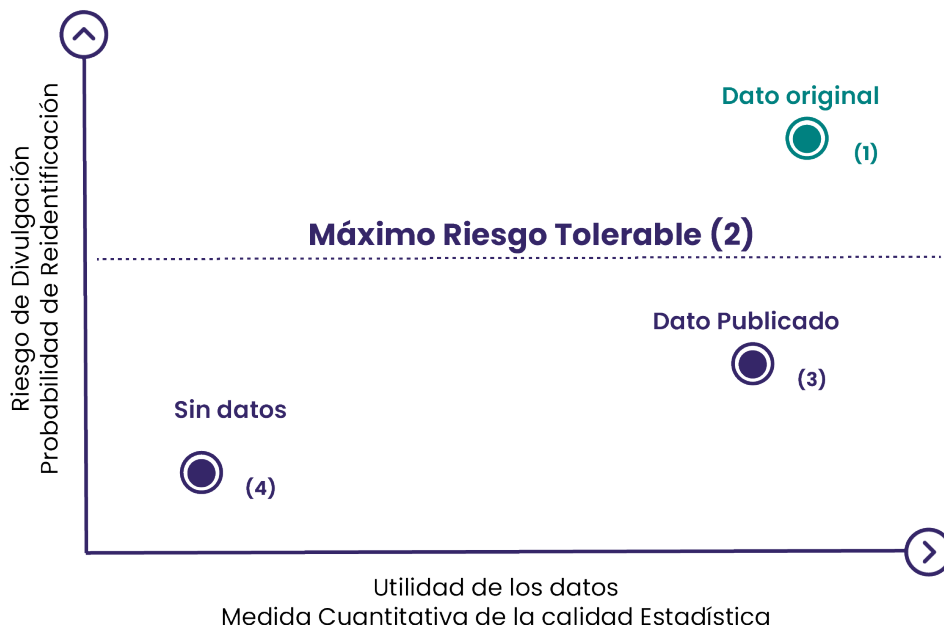 Riesgo de Divulgación
Probabilidad de Reidentificación
Dato original
(1)
Máximo Riesgo Tolerable (2)
Dato Publicado
(3)
Sin datos
(4)
Utilidad de los datos
Medida Cuantitativa de la calidad Estadística